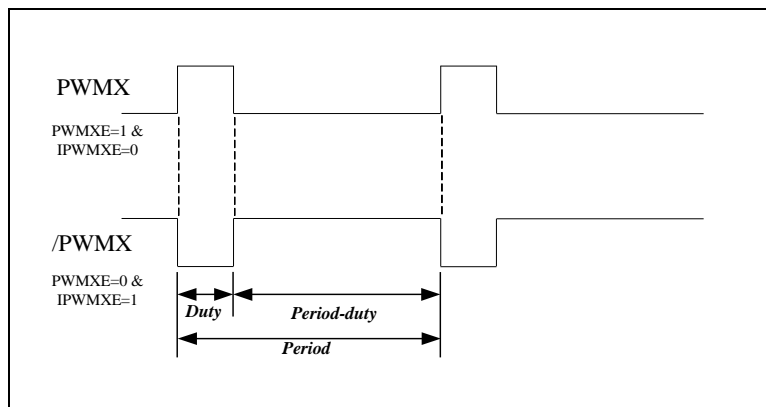 PWMX
PWMXE=1 &
IPWMXE=0
/PWMX
PWMXE=0 &
IPWMXE=1
Duty
Period-duty
Period